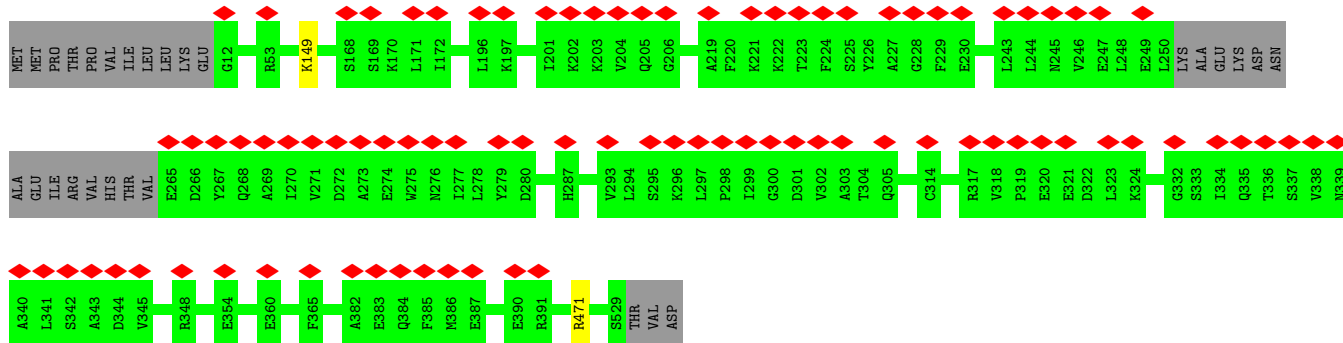 MET MET PRO THR PRO VAL ILE LEU LEU LYS GLU G12 R53 K149 S168 S169 K170 L171 I172 L196 K197 I201 K202 K203 V204 Q205 G206 A219 F220 K221 K222 T223 F224 S225 Y226 A227 G228 F229 E230 L243 L244 N245 V246 E247 L248 E249 L250 LYS ALA GLU LYS ASP ASN
ALA GLU ILE ARG VAL HIS THR VAL E265 D266 Y267 Q268 A269 I270 V271 D272 A273 E274 W275 N276 I277 L278 Y279 D280 H287 V293 L294 S295 K296 L297 P298 I299 G300 D301 V302 A303 T304 Q305 C314 R317 V318 P319 E320 E321 D322 L323 K324 G332 S333 I334 Q335 T336 S337 V338 N339
A340 L341 S342 A343 D344 V345 R348 E354 E360 F365 A382 E383 Q384 F385 M386 E387 E390 R391 R471 S529 THR VAL ASP